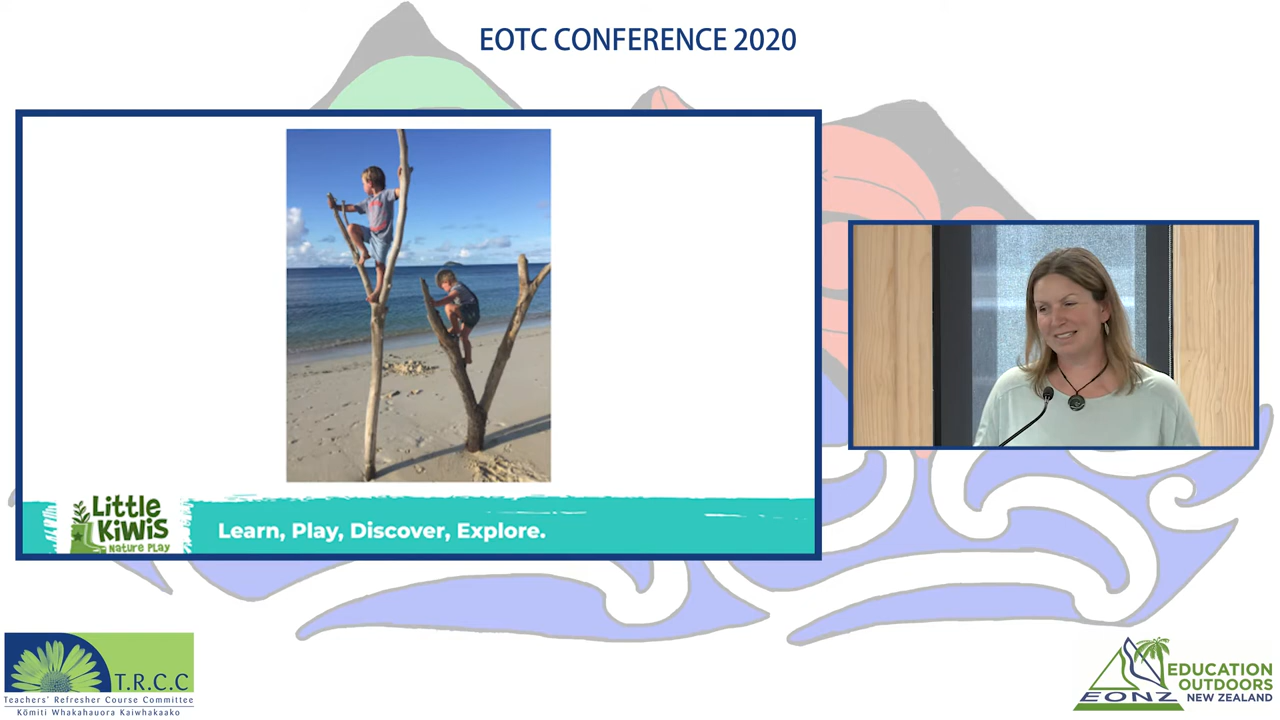 EOTC CONFERENCE 2020
Little
Kiwis
Nature Play
Learn, Play, Discover, Explore.
T.R.C.C
Teachers' Refresher Course Committee
Kōmiti Whakahauora Kaiwhakaako
EONZ
EDUCATION
OUTDOORS
NEW ZEALAND